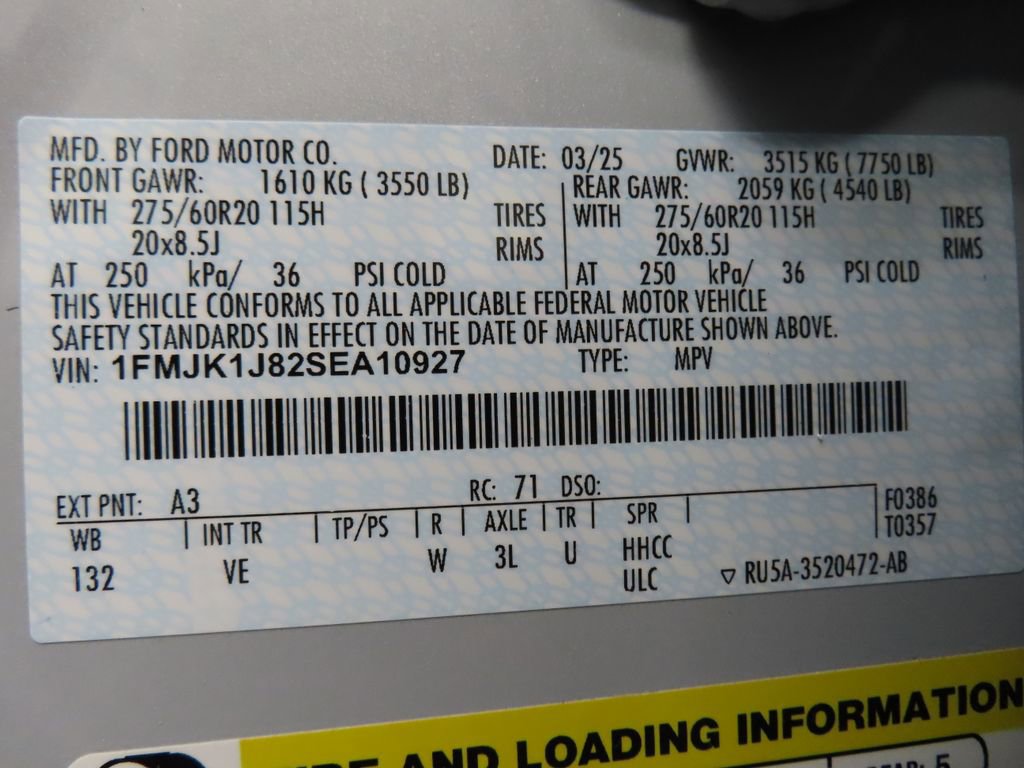 MFD. BY FORD MOTOR CO. DATE: 03/25 GVWR: 3515 KG ( 7750 LB)
FRONT GAWR: 1610 KG ( 3550 LB) REAR GAWR: 2059 KG ( 4540 LB)
WITH 275/60R20 115H TIRES WITH 275/60R20 115H TIRES
20x8.5J RIMS 20x8.5J RIMS
AT 250 kPa/ 36 PSI COLD AT 250 kPa/ 36 PSI COLD
THIS VEHICLE CONFORMS TO ALL APPLICABLE FEDERAL MOTOR VEHICLE
SAFETY STANDARDS IN EFFECT ON THE DATE OF MANUFACTURE SHOWN ABOVE.
VIN: 1FMJK1J82SEA10927 TYPE: MPV
EXT PNT: A3 RC: 71 DSO:
WB INT TR TP/PS R AXLE TR SPR F0386
T0357
132 VE W 3L U HHCC
ULC ▽ RU5A-3520472-AB
AND LOADING INFORMATION
5